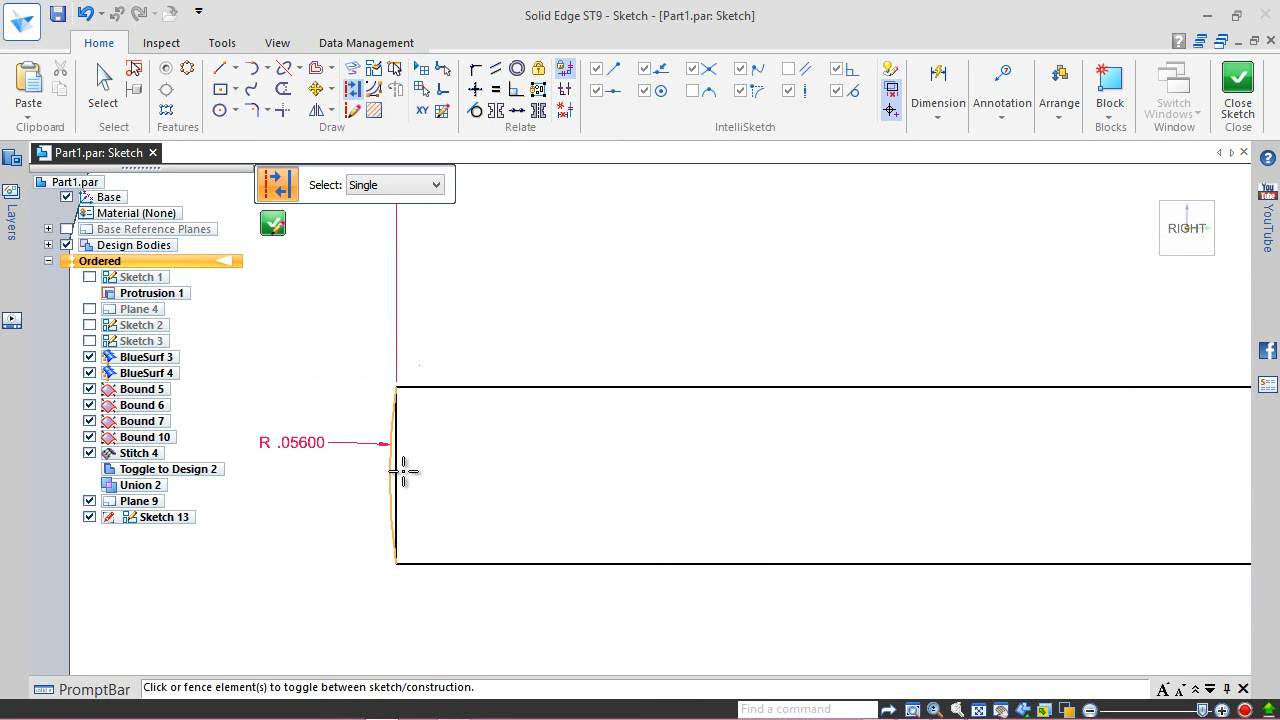 Solid Edge ST9 - Sketch - [Part1.par: Sketch]
Home Inspect Tools View Data Management
Paste
Select
Dimension
Annotation
Arrange
Block
Switch Windows
Close Sketch
Clipboard Select Features Draw Relate IntelliSketch Blocks Window Close
Part1.par: Sketch
Layers
Part1.par
Base
Material (None)
Base Reference Planes
Design Bodies
Ordered
Sketch 1
Protrusion 1
Plane 4
Sketch 2
Sketch 3
BlueSurf 3
BlueSurf 4
Bound 5
Bound 6
Bound 7
Bound 10
Stitch 4
Toggle to Design 2
Union 2
Plane 9
Sketch 13
Select: Single
RIGHT
R .05600
You Tube
YouTube
PromptBar
Click or fence element(s) to toggle between sketch/construction.
Find a command